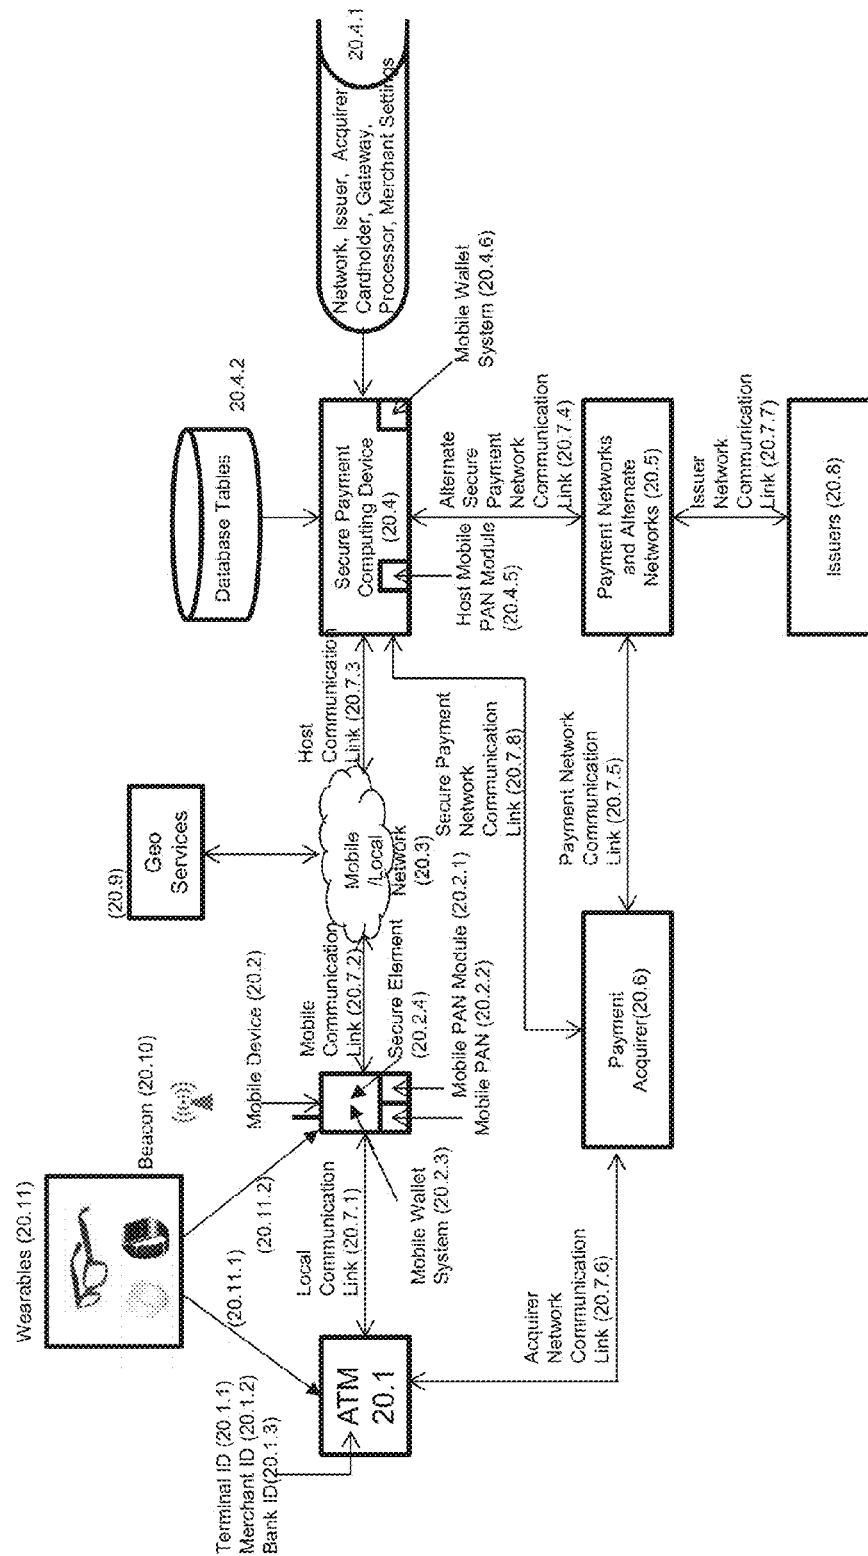 Wearables (20.11)
Beacon (20.10)
(20.9)
Geo
Services
Database Tables
20.4.2
Terminal ID (20.1.1)
Merchant ID (20.1.2)
Bank ID(20.1.3)
(20.11.1)
(20.11.2)
Mobile Device (20.2)
ATM
20.1
Local
Communication
Link (20.7.1)
Mobile
Communication
Link (20.7.2)
Mobile
/Local
Network
(20.3)
Host
Communication
Link (20.7.3
Secure Payment
Computing Device
(20.4)
Network, Issuer, Acquirer
Cardholder, Gateway,
Processor, Merchant Settings
20.4.1
Mobile Wallet
System (20.2.3)
Secure Element
(20.2.4)
Mobile PAN Module (20.2.1)
Mobile PAN (20.2.2)
Secure Payment
Network
Communication
Link (20.7.8)
Host Mobile
PAN Module
(20.4.5)
Alternate
Secure
Payment
Network
Communication
Link (20.7.4)
Mobile Wallet
System (20.4.6)
Acquirer
Network
Communication
Link (20.7.6)
Payment
Acquirer(20.6)
Payment Network
Communication
Link (20.7.5)
Payment Networks
and Alternate
Networks (20.5)
Issuer
Network
Communication
Link (20.7.7)
Issuers (20.8)